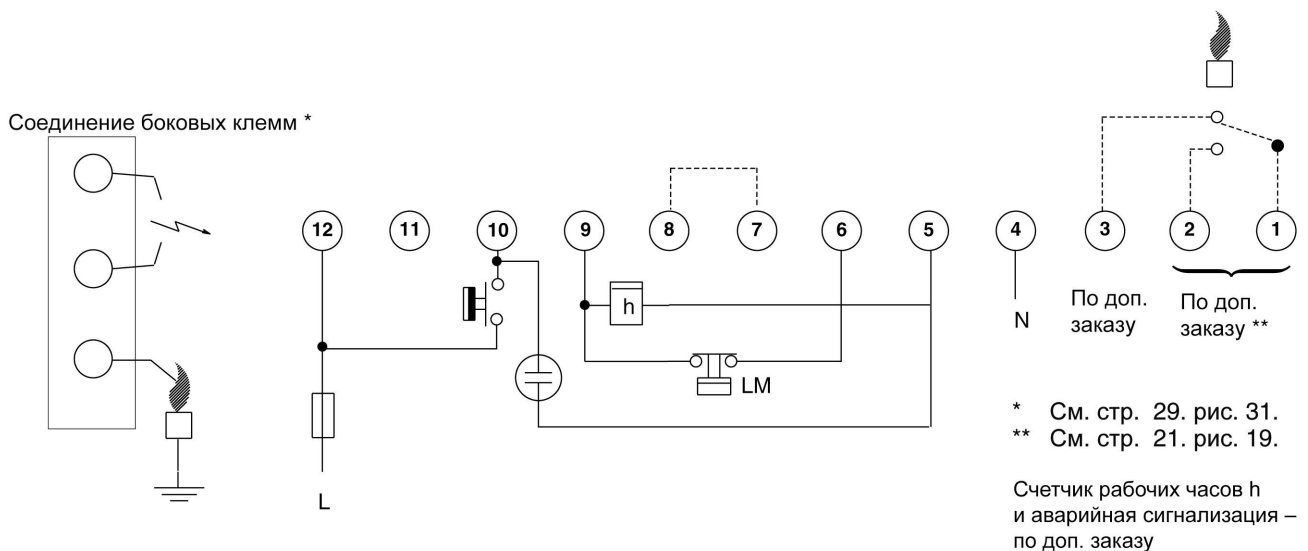 Соединение боковых клемм *
12 11 10 9 8 7 6 5 4 3 2 1
h
LM
L
N
По доп.
заказу
По доп.
заказу **
* См. стр. 29. рис. 31.
** См. стр. 21. рис. 19.
Счетчик рабочих часов h
и аварийная сигнализация –
по доп. заказу